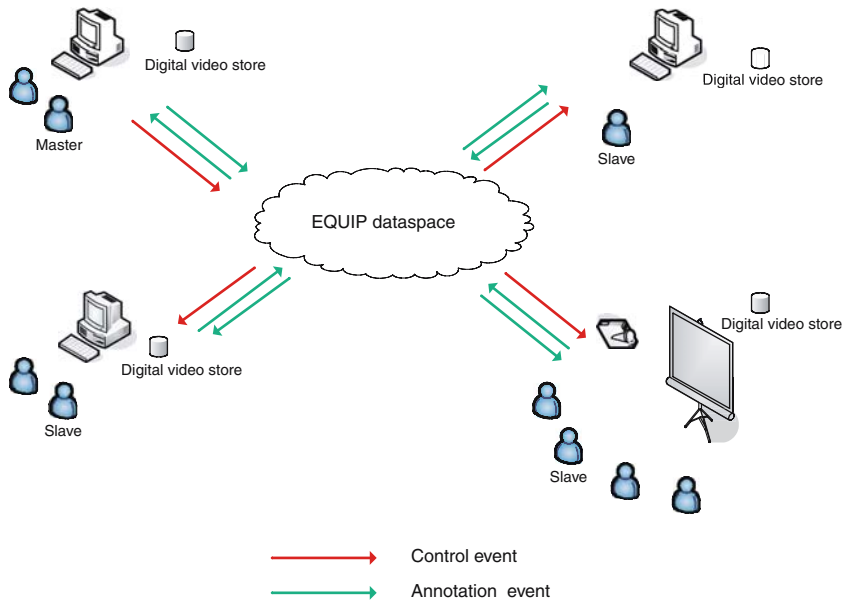 Digital video store
Master
Digital video store
Slave
EQUIP dataspace
Digital video store
Slave
Digital video store
Slave
Control event
Annotation event